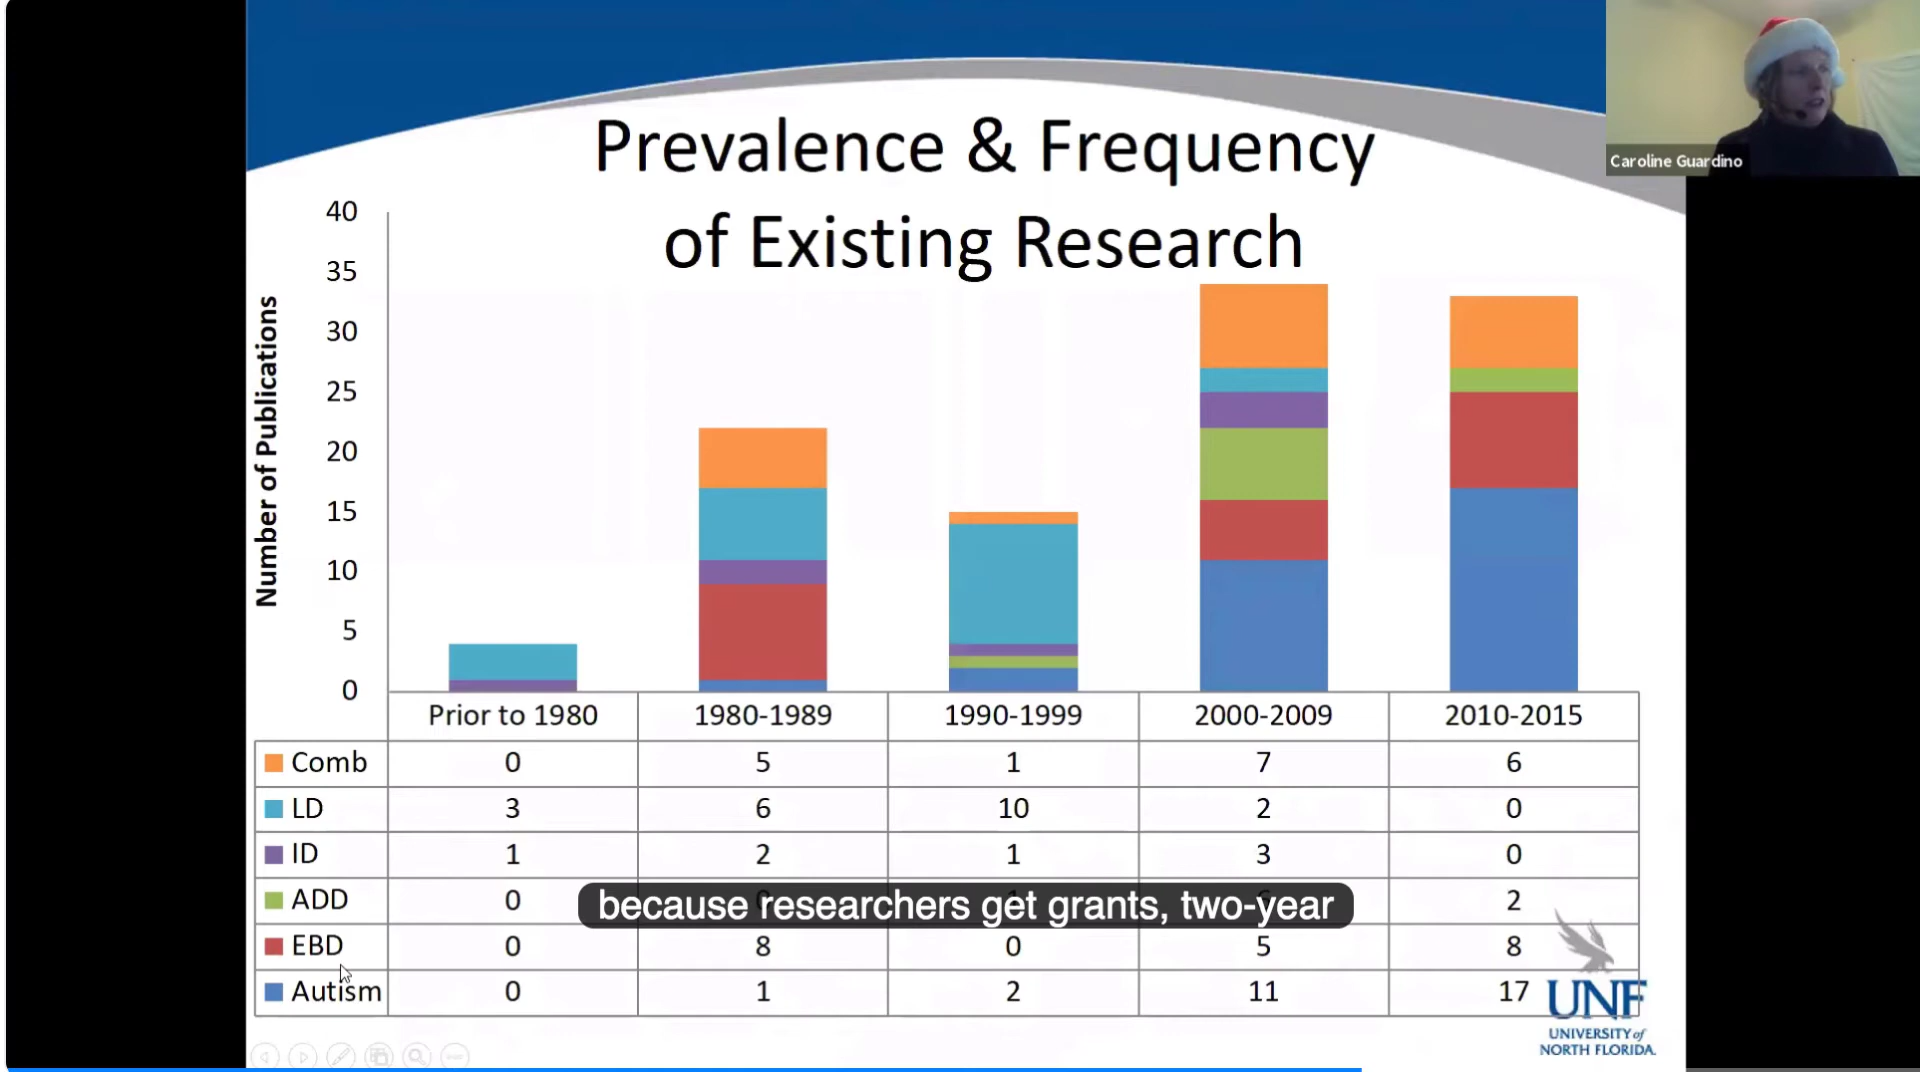 Prevalence & Frequency
of Existing Research
Caroline Guardino
Number of Publications
40
35
30
25
20
15
10
5
0
Prior to 1980 1980-1989 1990-1999 2000-2009 2010-2015
Comb 0 5 1 7 6
LD 3 6 10 2 0
ID 1 2 1 3 0
ADD 0 2
because researchers get grants, two-year
EBD 0 8 0 5 8
Autism 0 1 2 11 17
UNF
UNIVERSITY of
NORTH FLORIDA.